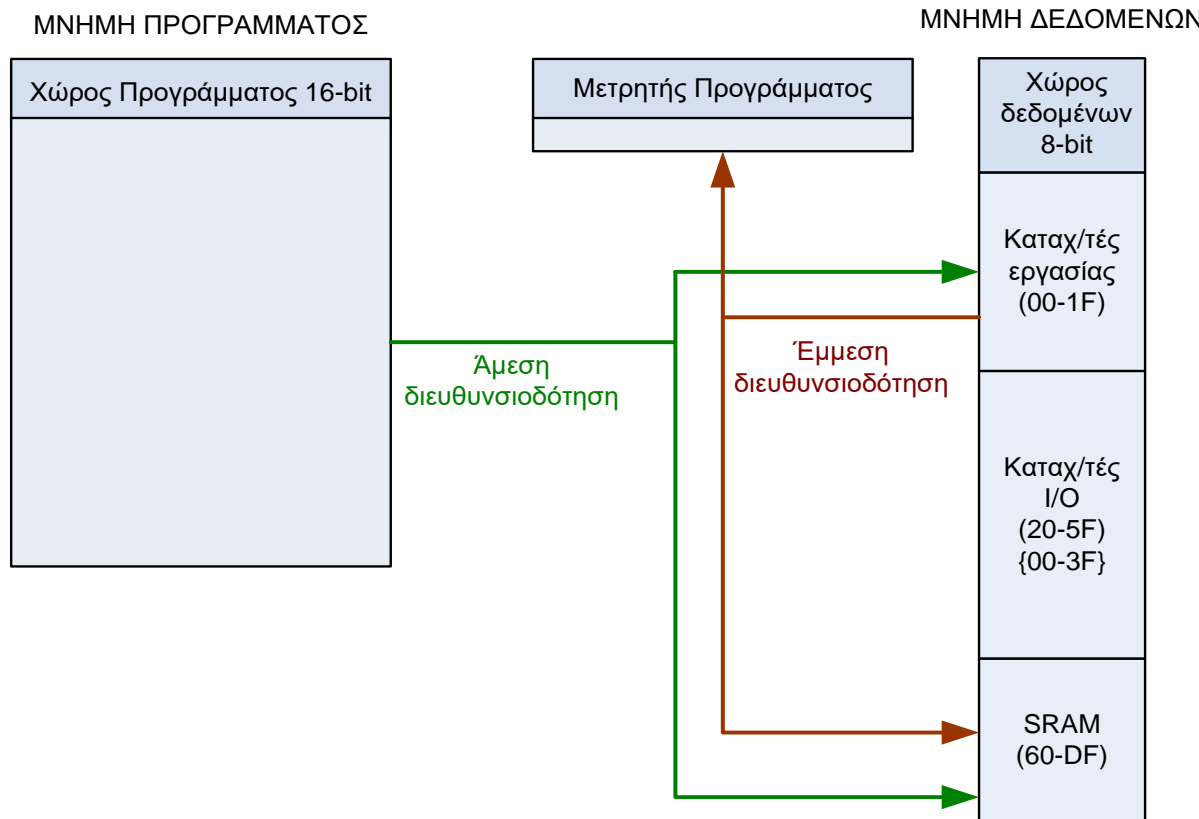 ΜΝΗΜΗ ΠΡΟΓΡΑΜΜΑΤΟΣ
ΜΝΗΜΗ ΔΕΔΟΜΕΝΩΝ
Χώρος Προγράμματος 16-bit
Μετρητής Προγράμματος
Χώρος
δεδομένων
8-bit
Καταχ/τές
εργασίας
(00-1F)
Άμεση
διευθυνσιοδότηση
Έμμεση
διευθυνσιοδότηση
Καταχ/τές
I/O
(20-5F)
{00-3F}
SRAM
(60-DF)